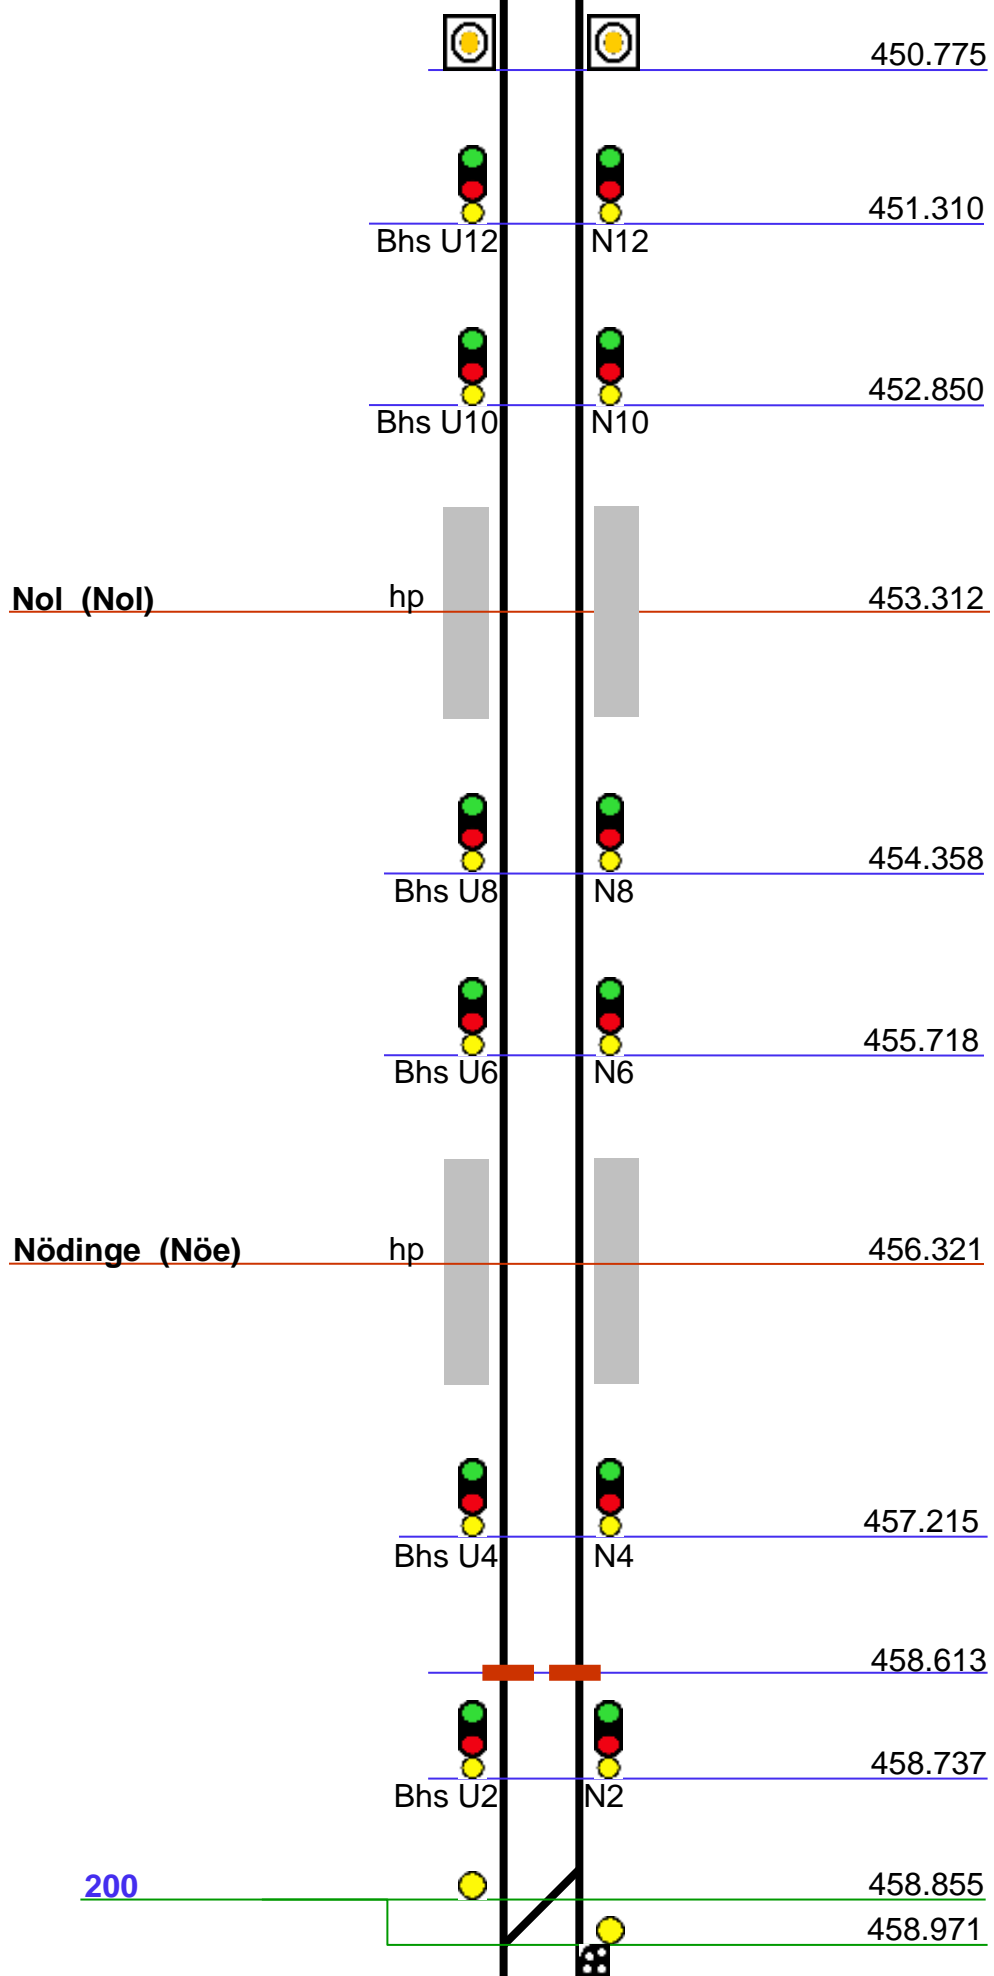 450.775
451.310
Bhs U12 N12
452.850
Bhs U10 N10
Nol (Nol) hp 453.312
454.358
Bhs U8 N8
455.718
Bhs U6 N6
Nödinge (Nöe) hp 456.321
457.215
Bhs U4 N4
458.613
458.737
Bhs U2 N2
200 458.855
458.971